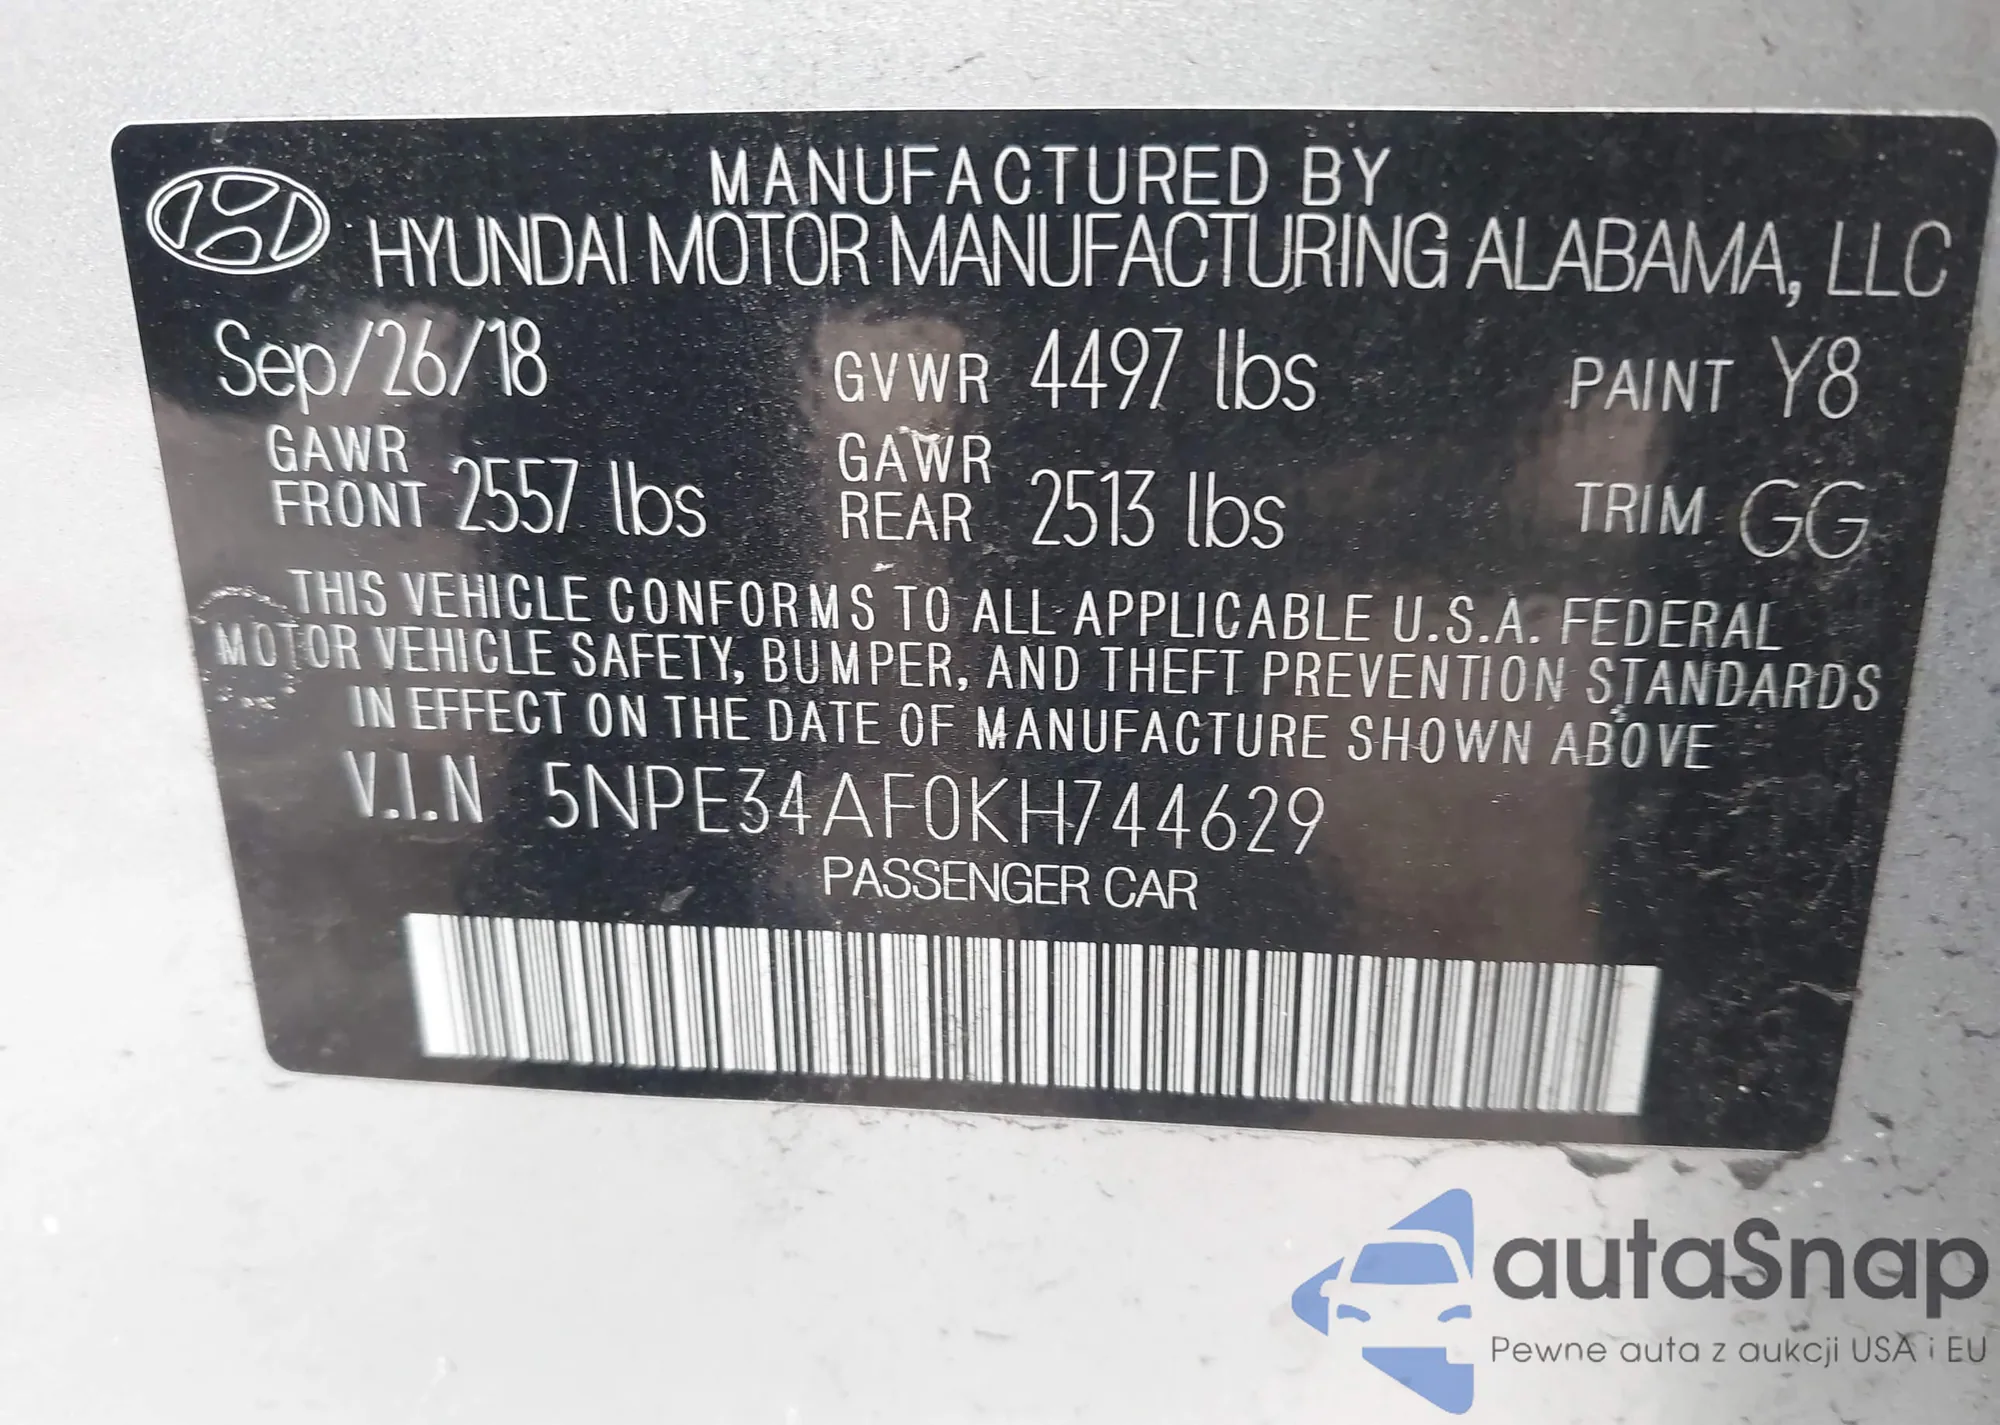 MANUFACTURED BY
HYUNDAI MOTOR MANUFACTURING ALABAMA, LLC
Sep/26/18 GVWR 4497 lbs PAINT Y8
GAWR FRONT 2557 lbs GAWR REAR 2513 lbs TRIM GG
THIS VEHICLE CONFORMS TO ALL APPLICABLE U.S.A. FEDERAL
MOTOR VEHICLE SAFETY, BUMPER, AND THEFT PREVENTION STANDARDS
IN EFFECT ON THE DATE OF MANUFACTURE SHOWN ABOVE
V.I.N 5NPE34AF0KH744629
PASSENGER CAR
autaSnap
Pewne auta z aukcji USA i EU